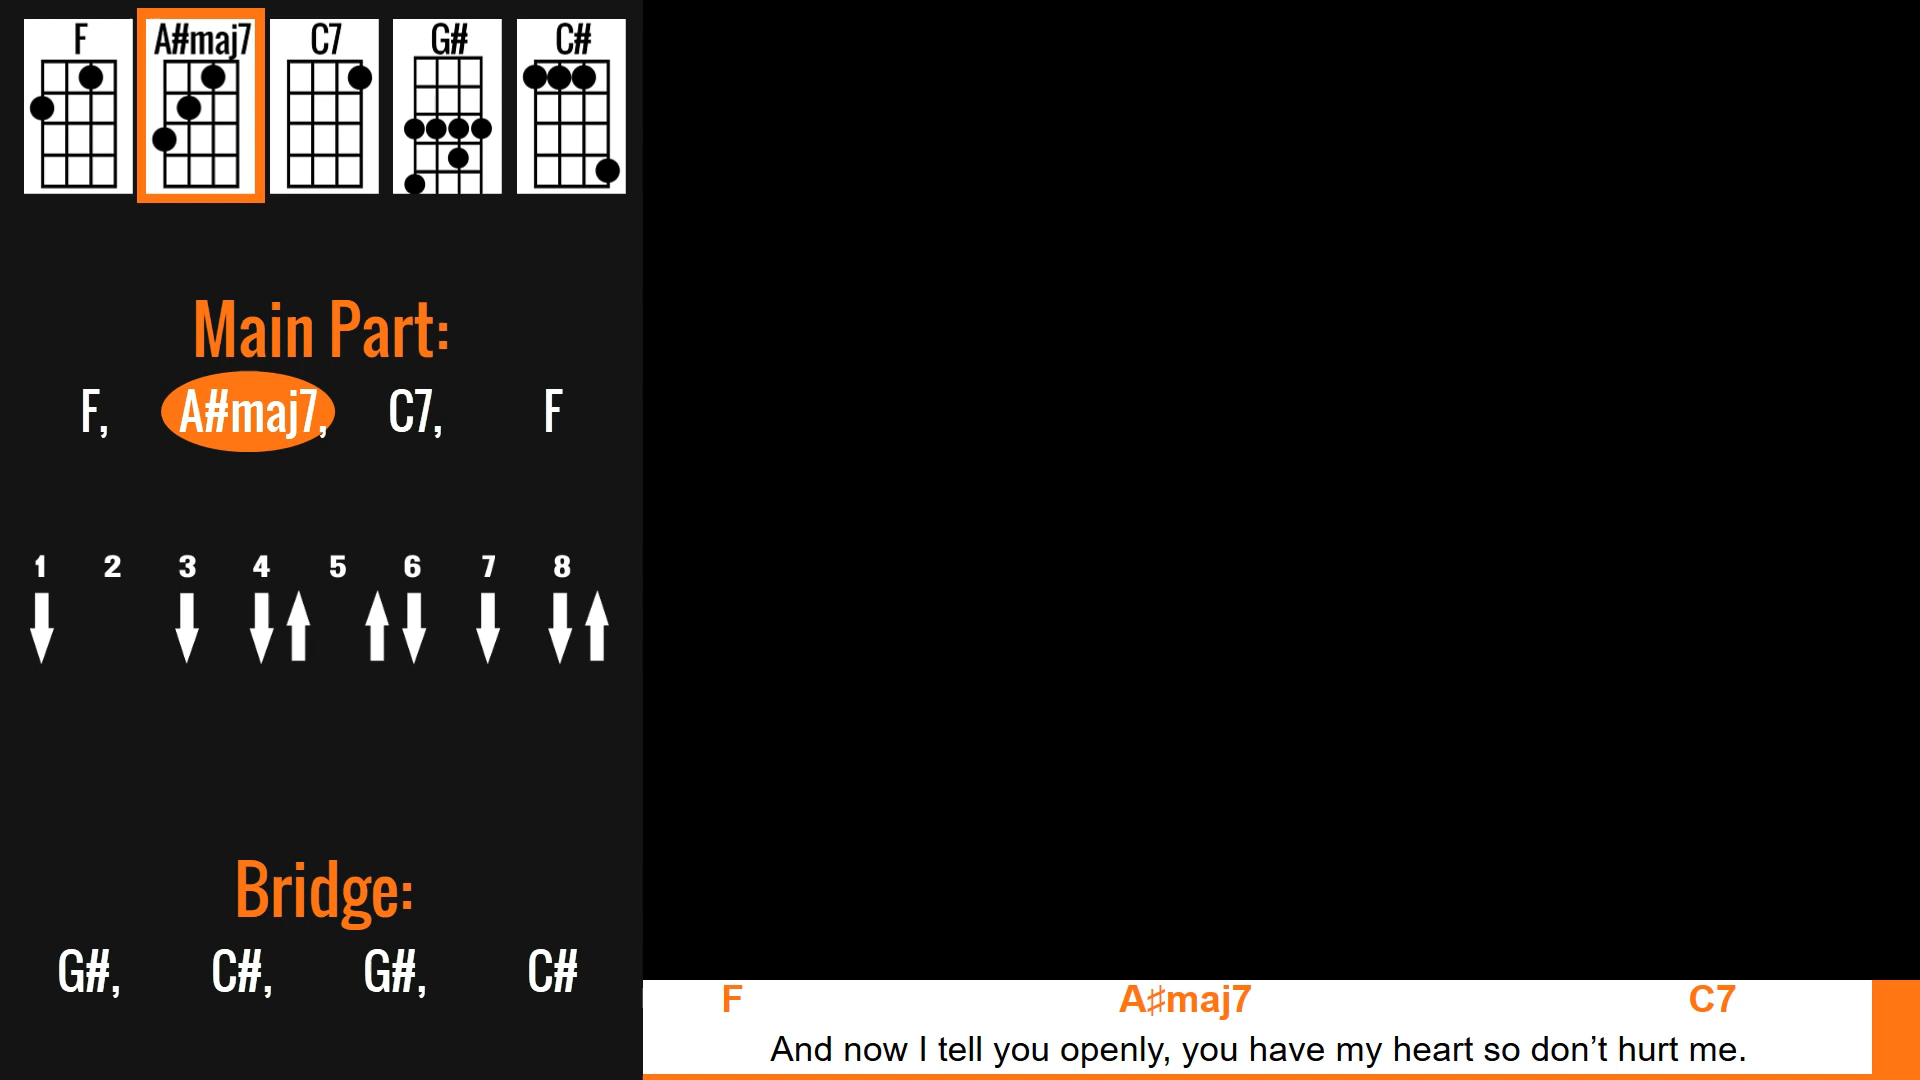 F A#maj7 C7 G# C#
Main Part:
F, A#maj7, C7, F
1 2 3 4 5 6 7 8
Bridge:
G#, C#, G#, C#
F A♯maj7 C7
And now I tell you openly, you have my heart so don’t hurt me.